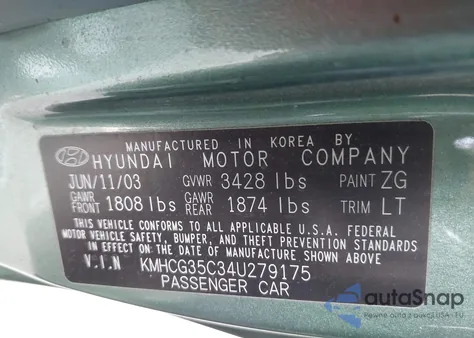 MANUFACTURED IN KOREA BY
HYUNDAI MOTOR COMPANY
JUN/11/03 GVWR 3428 lbs PAINT ZG
GAWR FRONT 1808 lbs GAWR REAR 1874 lbs TRIM LT
THIS VEHICLE CONFORMS TO ALL APPLICABLE U.S.A. FEDERAL
MOTOR VEHICLE SAFETY, BUMPER, AND THEFT PREVENTION
STANDARDS IN EFFECT ON THE DATE OF MANUFACTURE SHOWN ABOVE.
V.I.N KMHCG35C34U279175
PASSENGER CAR
autoSnap